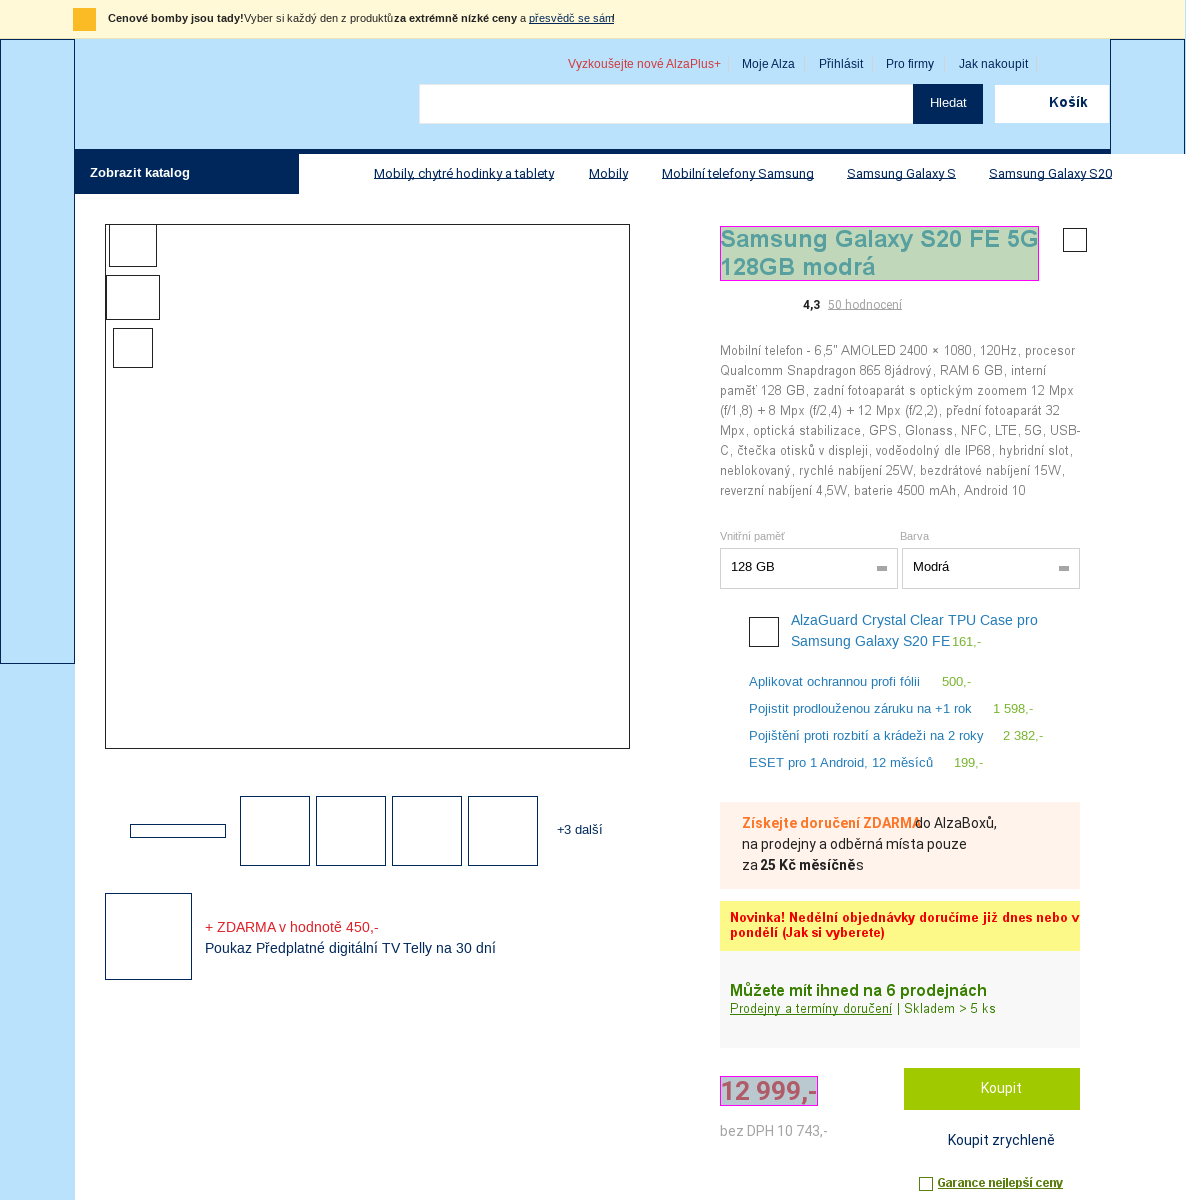 Cenové bomby jsou tady! Vyber si každý den z produktů za extrémně nízké ceny a přesvědč se sám!
Vyzkoušejte nové AlzaPlus+
Moje Alza
Přihlásit
Pro firmy
Jak nakoupit
Hledat
Košík
Zobrazit katalog
Mobily, chytré hodinky a tablety
Mobily
Mobilní telefony Samsung
Samsung Galaxy S
Samsung Galaxy S20
Samsung Galaxy S20 FE 5G
128GB modrá
4,3 50 hodnocení
Mobilní telefon - 6,5" AMOLED 2400 × 1080, 120Hz, procesor
Qualcomm Snapdragon 865 8jádrový, RAM 6 GB, interní
paměť 128 GB, zadní fotoaparát s optickým zoomem 12 Mpx
(f/1,8) + 8 Mpx (f/2,4) + 12 Mpx (f/2,2), přední fotoaparát 32
Mpx, optická stabilizace, GPS, Glonass, NFC, LTE, 5G, USB-
C, čtečka otisků v displeji, voděodolný dle IP68, hybridní slot,
neblokovaný, rychlé nabíjení 25W, bezdrátové nabíjení 15W,
reverzní nabíjení 4,5W, baterie 4500 mAh, Android 10
Vnitřní paměť
Barva
128 GB
Modrá
AlzaGuard Crystal Clear TPU Case pro
Samsung Galaxy S20 FE 161,-
Aplikovat ochrannou profi fólii 500,-
Pojistit prodlouženou záruku na +1 rok 1 598,-
Pojištění proti rozbití a krádeži na 2 roky 2 382,-
ESET pro 1 Android, 12 měsíců 199,-
+3 další
+ ZDARMA v hodnotě 450,-
Poukaz Předplatné digitální TV Telly na 30 dní
Získejte doručení ZDARMA do AlzaBoxů,
na prodejny a odběrná místa pouze
za 25 Kč měsíčně s
Novinka! Nedělní objednávky doručíme již dnes nebo v
pondělí (Jak si vyberete)
Můžete mít ihned na 6 prodejnách
Prodejny a termíny doručení | Skladem > 5 ks
12 999,-
bez DPH 10 743,-
Koupit
Koupit zrychleně
Garance nejlepší ceny